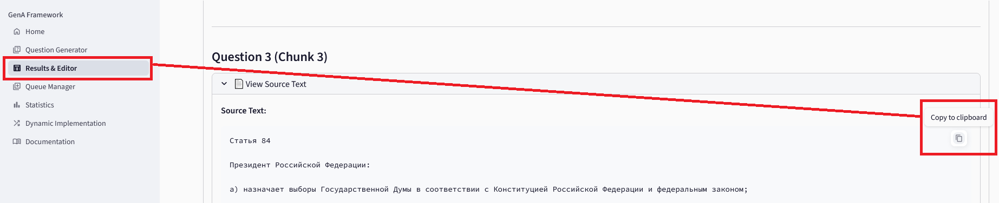 GenA Framework
Home
Question Generator
Results & Editor
Queue Manager
Statistics
Dynamic Implementation
Documentation
Question 3 (Chunk 3)
View Source Text
Source Text:
Copy to clipboard
Статья 84
Президент Российской Федерации:
а) назначает выборы Государственной Думы в соответствии с Конституцией Российской Федерации и федеральным законом;